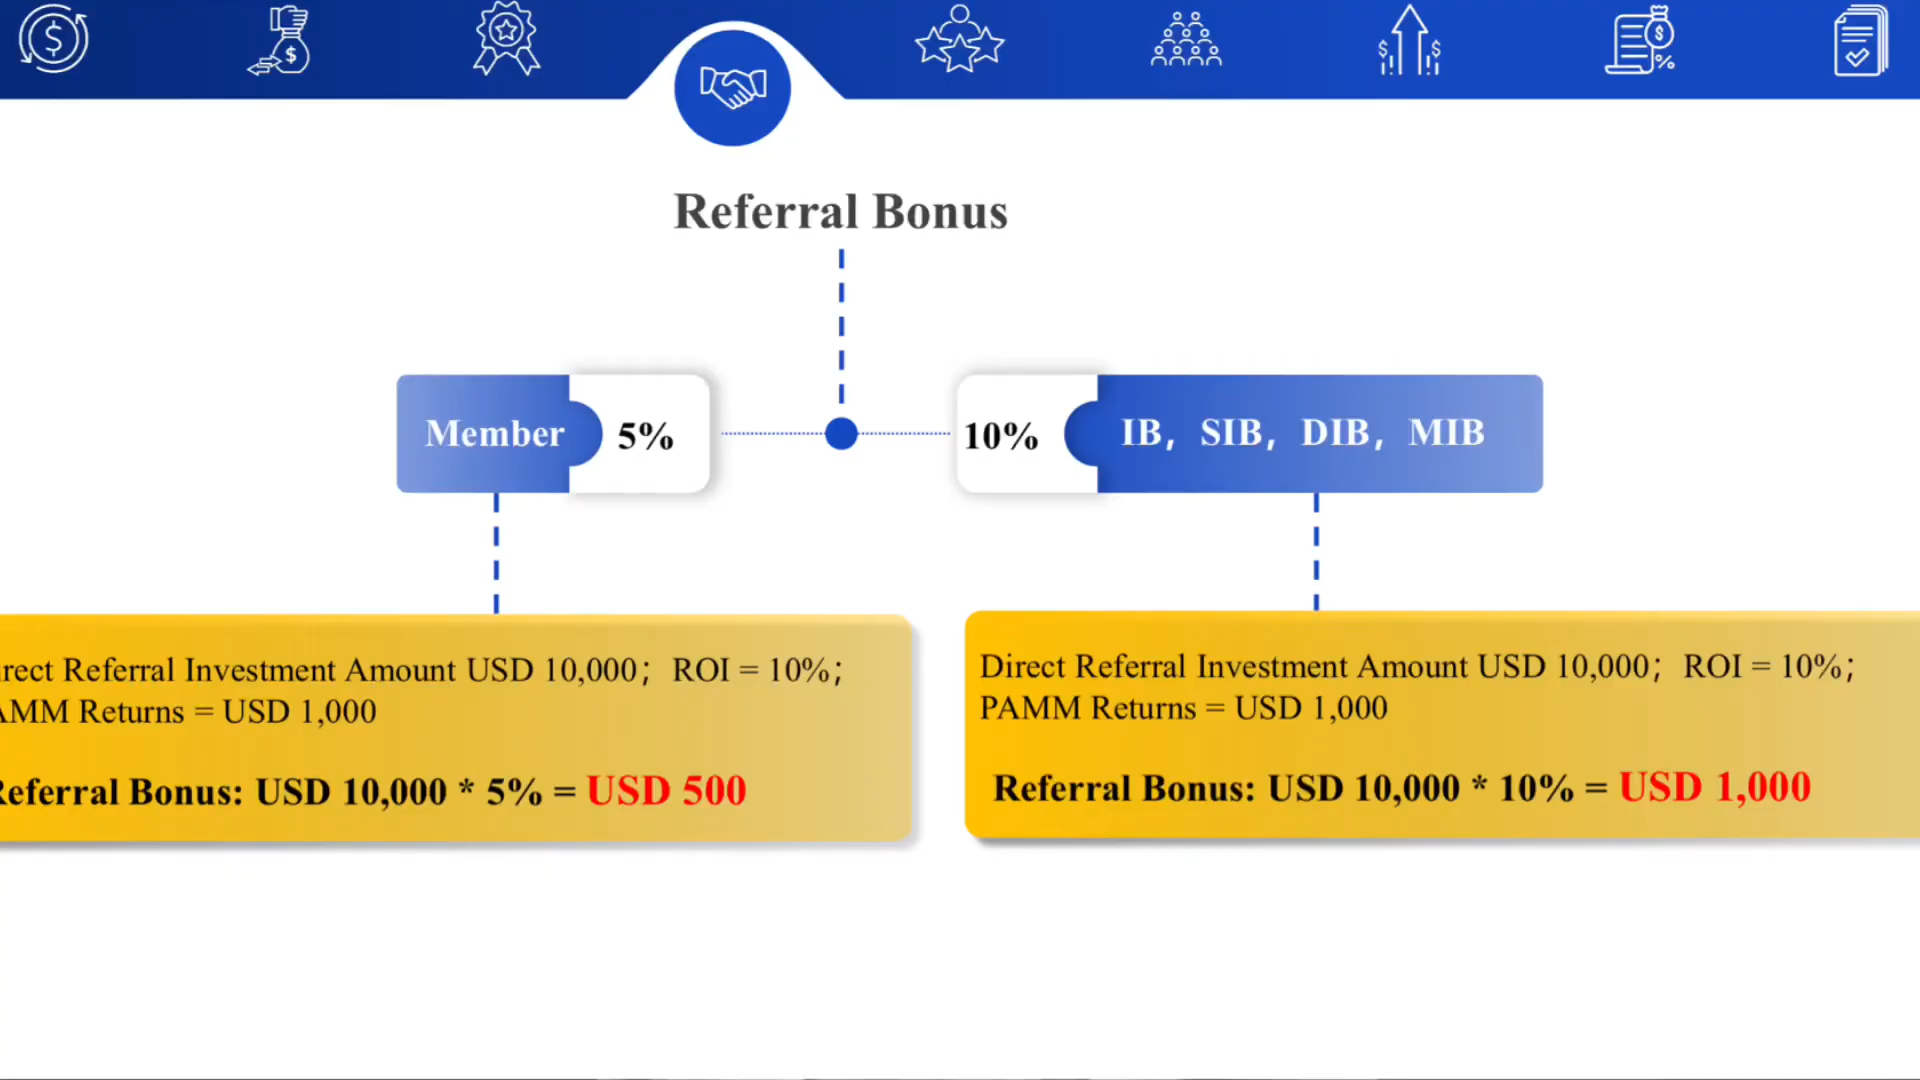 Referral Bonus
Member 5% 10% IB, SIB, DIB, MIB
rect Referral Investment Amount USD 10,000; ROI = 10%;
AMM Returns = USD 1,000
Referral Bonus: USD 10,000 * 5% = USD 500
Direct Referral Investment Amount USD 10,000; ROI = 10%;
PAMM Returns = USD 1,000
Referral Bonus: USD 10,000 * 10% = USD 1,000